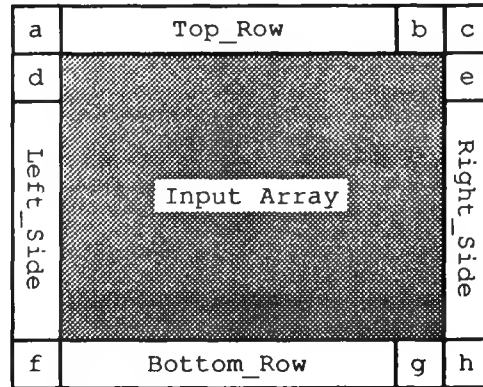 a Top_Row b c
d e
Left_Side Input Array Right_Side
f Bottom_Row g h